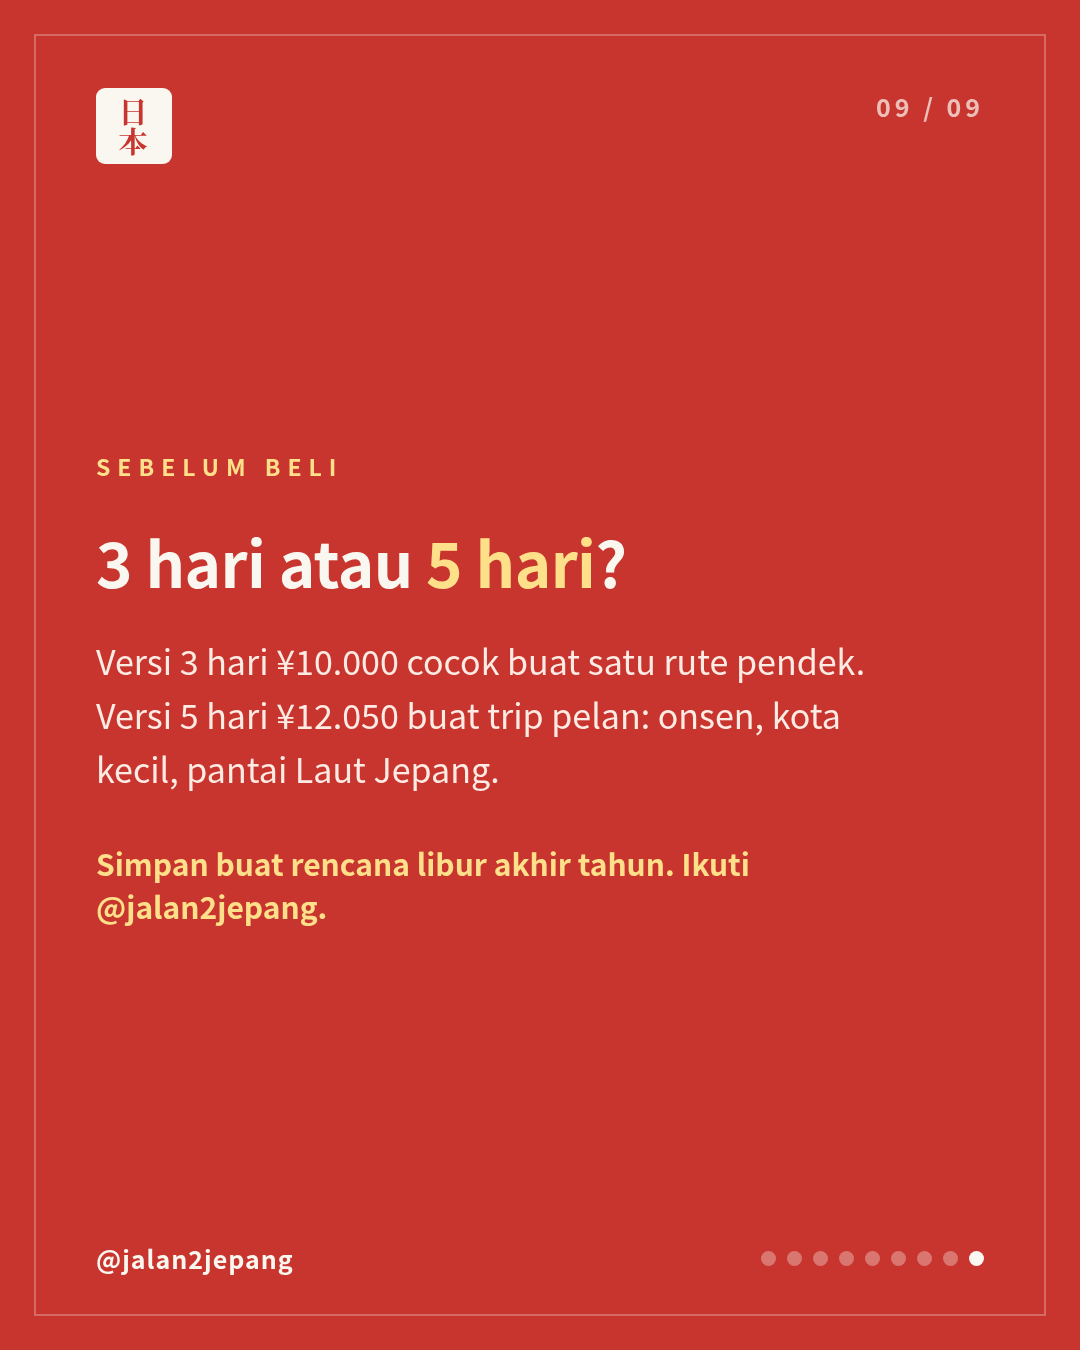 日本
09 / 09
SEBELUM BELI
3 hari atau 5 hari?
Versi 3 hari ¥10.000 cocok buat satu rute pendek.
Versi 5 hari ¥12.050 buat trip pelan: onsen, kota
kecil, pantai Laut Jepang.
Simpan buat rencana libur akhir tahun. Ikuti
@jalan2jepang.
@jalan2jepang